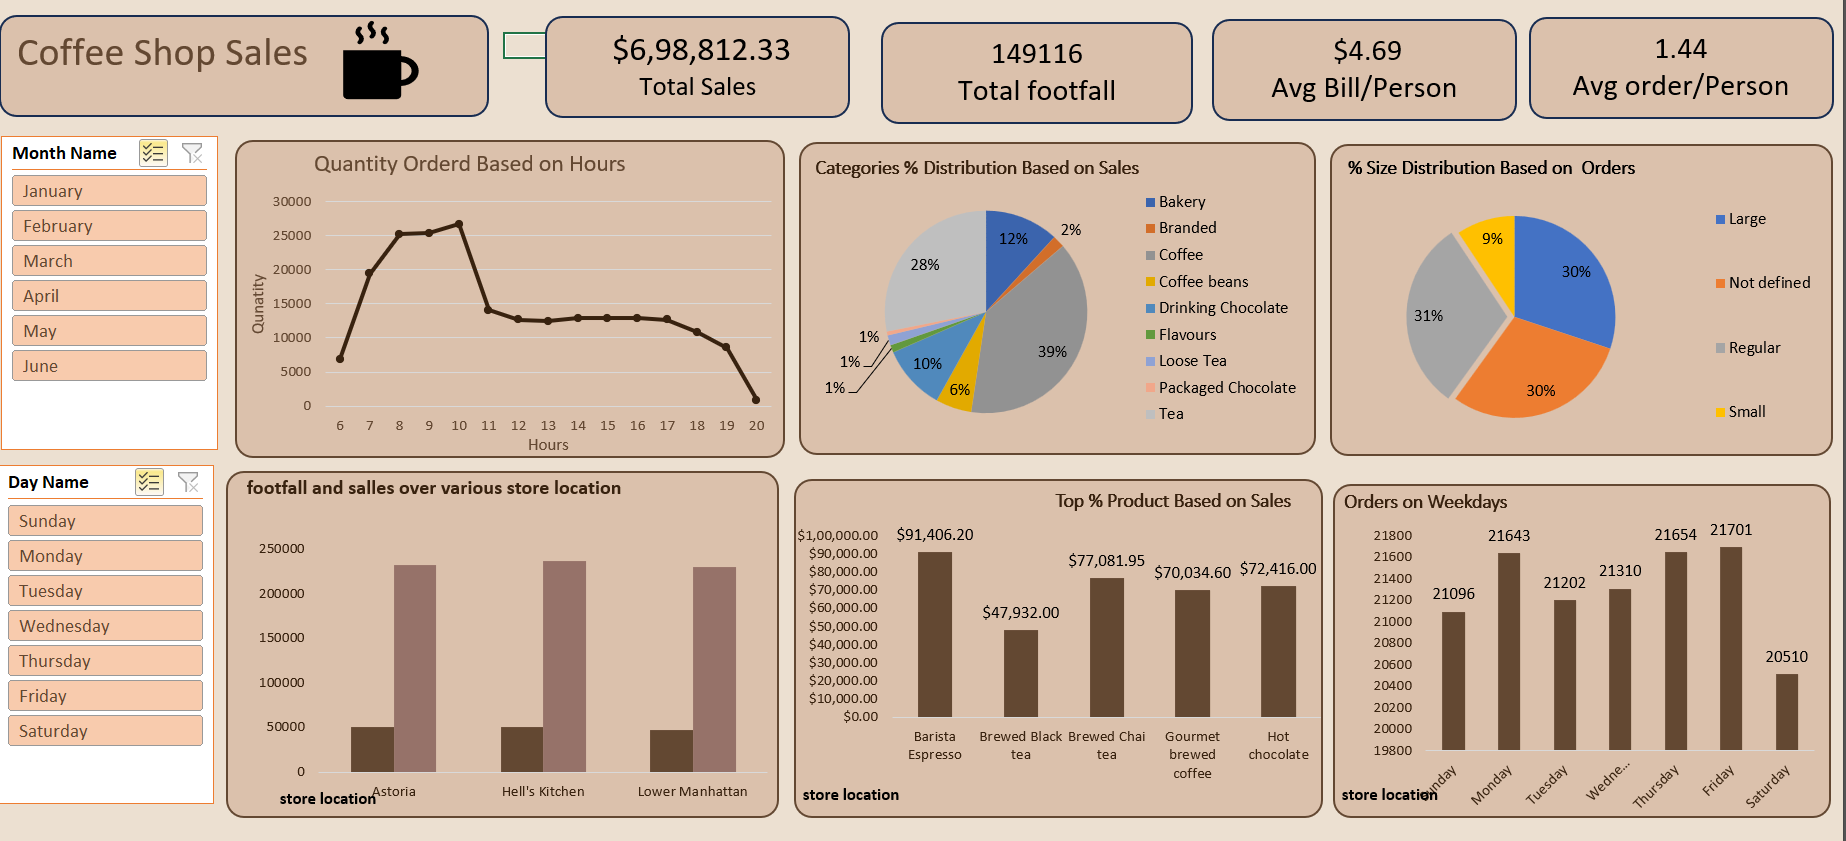 Coffee Shop Sales
$6,98,812.33
Total Sales
149116
Total footfall
$4.69
Avg Bill/Person
1.44
Avg order/Person
Month Name
January
February
March
April
May
June
Quantity Orderd Based on Hours
30000
25000
20000
15000
10000
5000
0
Qunatity
6 7 8 9 10 11 12 13 14 15 16 17 18 19 20
Hours
Categories % Distribution Based on Sales
12%
2%
28%
39%
1%
1%
1%
10%
6%
Bakery
Branded
Coffee
Coffee beans
Drinking Chocolate
Flavours
Loose Tea
Packaged Chocolate
Tea
% Size Distribution Based on  Orders
9%
30%
31%
30%
Large
Not defined
Regular
Small
Day Name
Sunday
Monday
Tuesday
Wednesday
Thursday
Friday
Saturday
footfall and salles over various store location
250000
200000
150000
100000
50000
0
Astoria Hell's Kitchen Lower Manhattan
store location
Top % Product Based on Sales
$1,00,000.00
$90,000.00
$80,000.00
$70,000.00
$60,000.00
$50,000.00
$40,000.00
$30,000.00
$20,000.00
$10,000.00
$0.00
$91,406.20
$47,932.00
$77,081.95
$70,034.60
$72,416.00
Barista
Espresso
Brewed Black
tea
Brewed Chai
tea
Gourmet
brewed
coffee
Hot
chocolate
store location
Orders on Weekdays
21800
21600
21400
21200
21000
20800
20600
20400
20200
20000
19800
21096
21643
21202
21310
21654
21701
20510
Monday
Tuesday
Wedne...
Thursday
Friday
Saturday
store location